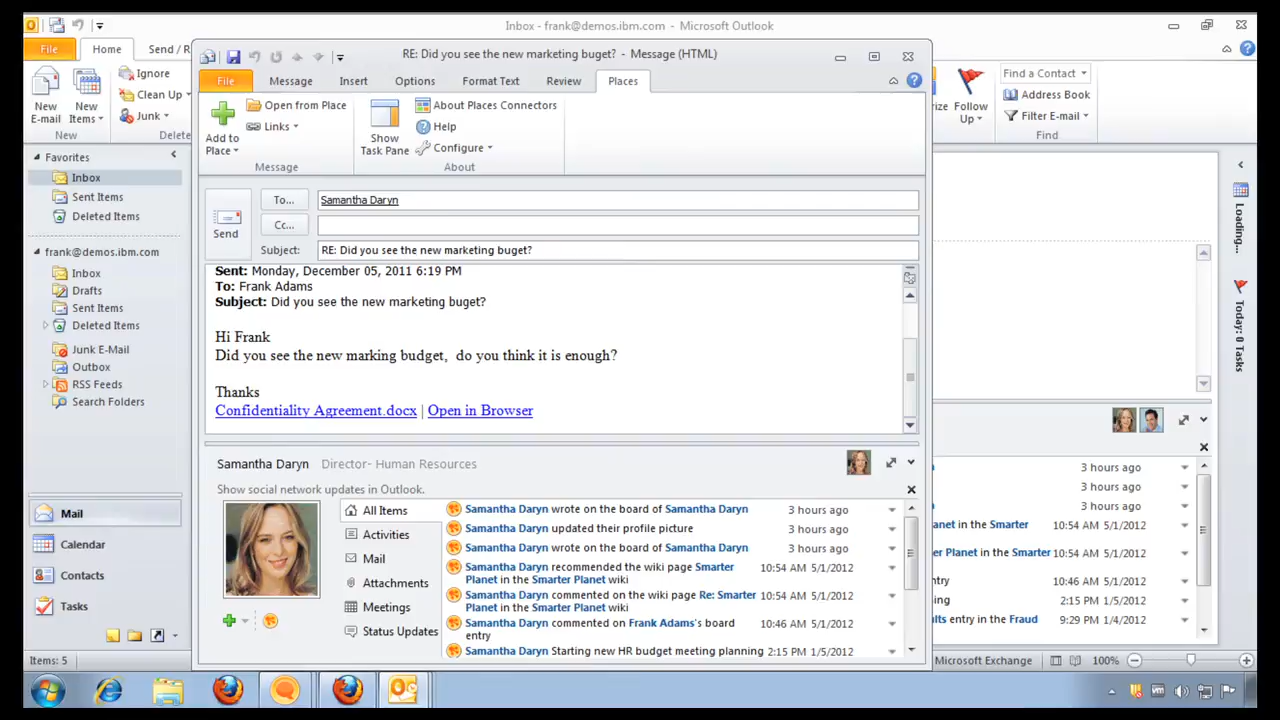 Inbox - frank@demos.ibm.com - Microsoft Outlook
File
Home
Send / R
RE: Did you see the new marketing buget? - Message (HTML)
File
Message
Insert
Options
Format Text
Review
Places
New
E-mail
New
Items
New
Ignore
Clean Up
Junk
Delete
Add to
Place
Open from Place
Links
Message
Show
Task Pane
About Places Connectors
Help
Configure
About
ize
Follow
Up
Find a Contact
Address Book
Filter E-mail
Find
Favorites
Inbox
Sent Items
Deleted Items
frank@demos.ibm.com
Inbox
Drafts
Sent Items
Deleted Items
Junk E-Mail
Outbox
RSS Feeds
Search Folders
Mail
Calendar
Contacts
Tasks
Items: 5
Send
To...
Samantha Daryn
Cc...
Subject:
RE: Did you see the new marketing buget?
Sent: Monday, December 05, 2011 6:19 PM
To: Frank Adams
Subject: Did you see the new marketing buget?
Hi Frank
Did you see the new marking budget, do you think it is enough?
Thanks
Confidentiality Agreement.docx | Open in Browser
Samantha Daryn Director- Human Resources
Show social network updates in Outlook.
All Items
Activities
Mail
Attachments
Meetings
Status Updates
Samantha Daryn wrote on the board of Samantha Daryn 3 hours ago
Samantha Daryn updated their profile picture 3 hours ago
Samantha Daryn wrote on the board of Samantha Daryn 3 hours ago
Samantha Daryn recommended the wiki page Smarter 10:54 AM 5/1/2012
Planet in the Smarter Planet wiki
Samantha Daryn commented on the wiki page Re: Smarter 10:54 AM 5/1/2012
Planet in the Smarter Planet wiki
Samantha Daryn commented on Frank Adams's board 10:46 AM 5/1/2012
entry
Samantha Daryn Starting new HR budget meeting planning 2:15 PM 1/5/2012
Loading...
Today: 0 Tasks
3 hours ago
3 hours ago
3 hours ago
anet in the Smarter 10:54 AM 5/1/2012
er Planet in the Smarter 10:54 AM 5/1/2012
ntry 10:46 AM 5/1/2012
ing 2:15 PM 1/5/2012
ults entry in the Fraud 9:29 PM 1/4/2012
Microsoft Exchange
100%